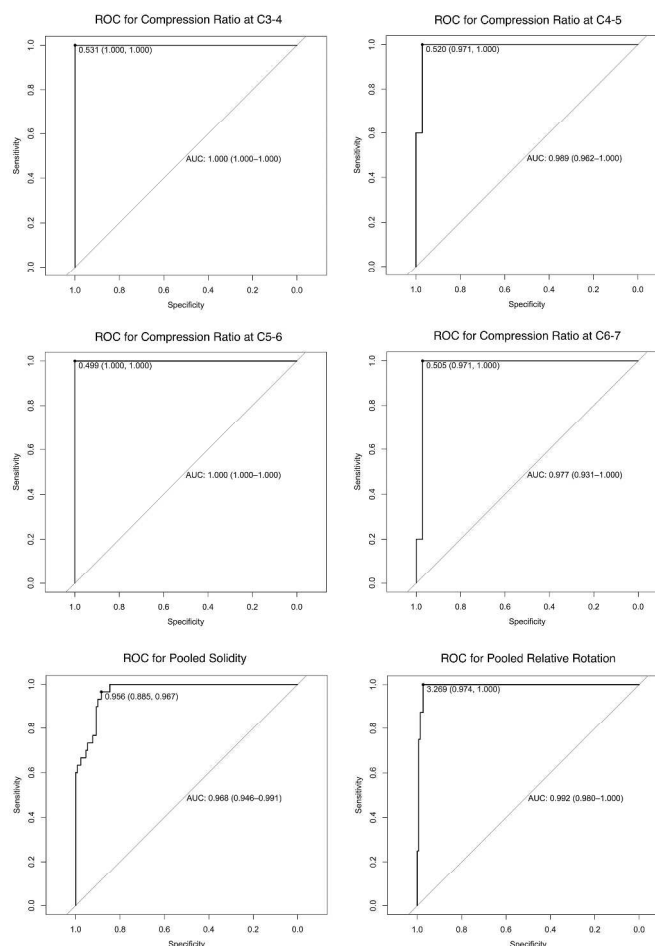 ROC for Compression Ratio at C3-4
0.531 (1.000, 1.000)
AUC: 1.000 (1.000–1.000)
Sensitivity
1.0
0.8
0.6
0.4
0.2
1.0 0.8 0.6 0.4 0.2 0.0
Specificity
ROC for Compression Ratio at C4-5
0.520 (0.971, 1.000)
AUC: 0.989 (0.962–1.000)
Sensitivity
1.0
0.8
0.6
0.4
0.2
0.0
1.0 0.8 0.6 0.4 0.2 0.0
Specificity
ROC for Compression Ratio at C5-6
0.499 (1.000, 1.000)
AUC: 1.000 (1.000–1.000)
Sensitivity
1.0
0.8
0.6
0.4
0.2
0.0
1.0 0.8 0.6 0.4 0.2 0.0
Specificity
ROC for Compression Ratio at C6-7
0.505 (0.971, 1.000)
AUC: 0.977 (0.931–1.000)
Sensitivity
1.0
0.8
0.6
0.4
0.2
0.0
1.0 0.8 0.6 0.4 0.2 0.0
Specificity
ROC for Pooled Solidity
0.956 (0.885, 0.967)
AUC: 0.968 (0.946–0.991)
Sensitivity
1.0
0.8
0.6
0.4
0.2
0.0
1.0 0.8 0.6 0.4 0.2 0.0
Specificity
ROC for Pooled Relative Rotation
3.269 (0.974, 1.000)
AUC: 0.992 (0.980–1.000)
Sensitivity
1.0
0.8
0.6
0.4
0.2
0.0
1.0 0.8 0.6 0.4 0.2 0.0
Specificity